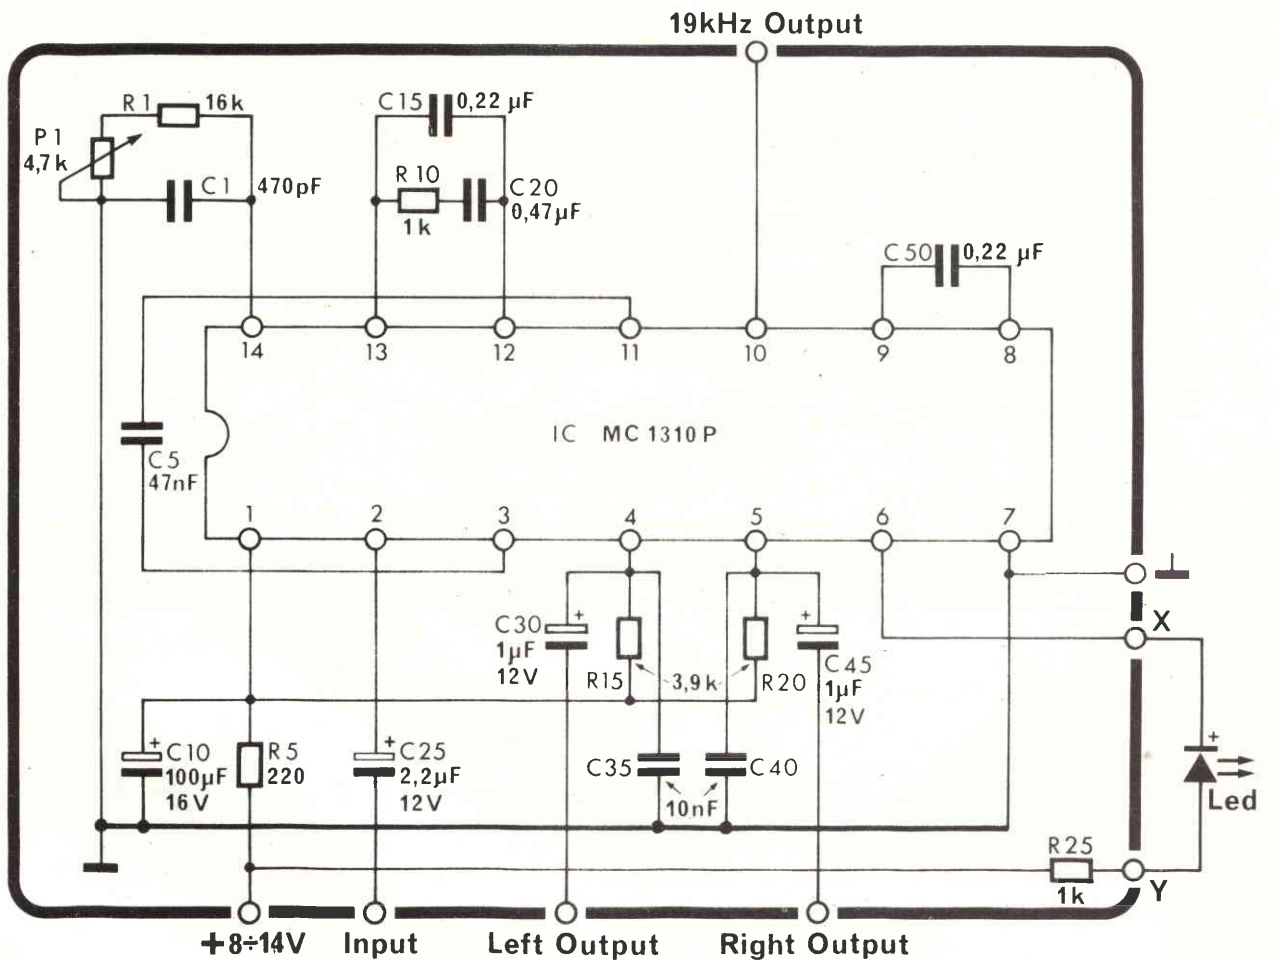 19kHz Output
R1 16k
P1
4,7k
C1 470pF
C15 0,22 µF
R10
1k
C20
0,47µF
C50 0,22 µF
14 13 12 11 10 9 8
IC MC 1310 P
C5
47nF
1 2 3 4 5 6 7
X
C30
1µF
12V
R15
3,9k
R20
C45
1µF
12V
+
C10
100µF
16V
R5
220
+
C25
2,2µF
12V
+
+
C35
C40
10nF
+
Led
R25
1k
Y
+8÷14V
Input
Left Output
Right Output